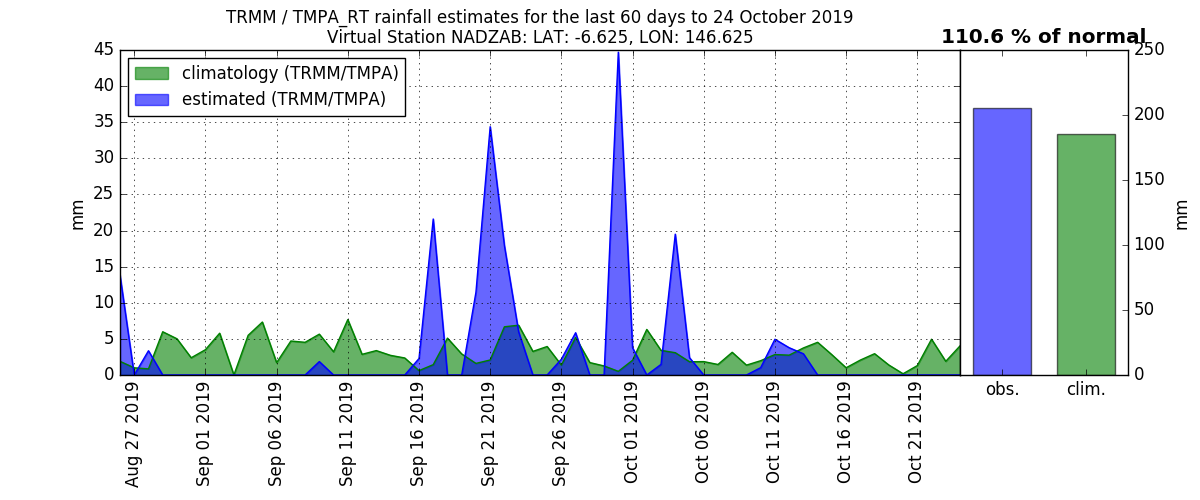 TRMM / TMPA_RT rainfall estimates for the last 60 days to 24 October 2019
Virtual Station NADZAB: LAT: -6.625, LON: 146.625
110.6 % of normal
climatology (TRMM/TMPA)
estimated (TRMM/TMPA)
45
40
35
30
25
20
15
10
5
0
mm
Aug 27 2019
Sep 01 2019
Sep 06 2019
Sep 11 2019
Sep 16 2019
Sep 21 2019
Sep 26 2019
Oct 01 2019
Oct 06 2019
Oct 11 2019
Oct 16 2019
Oct 21 2019
obs.
clim.
250
200
150
100
50
0
mm